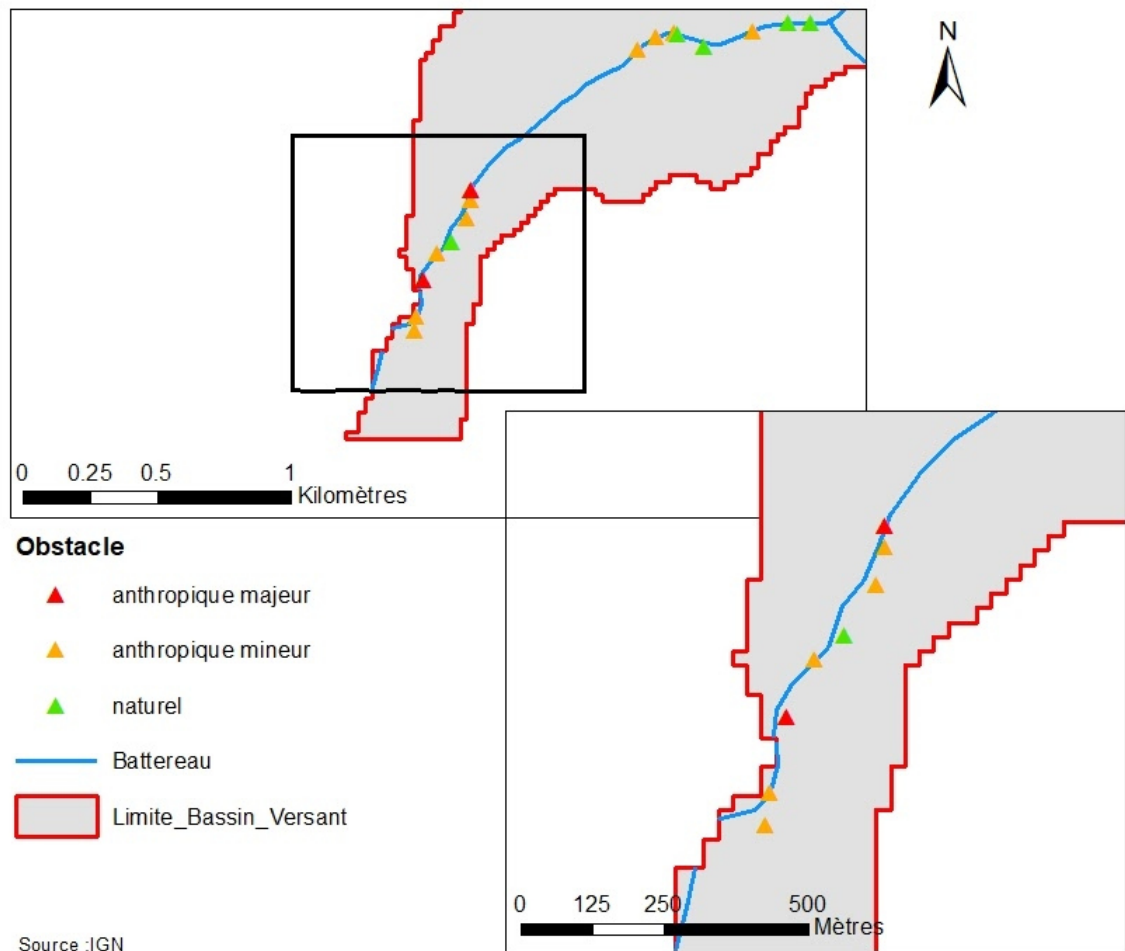 N
0 0.25 0.5 1
Kilomètres
Obstacle
anthropique majeur
anthropique mineur
naturel
Battereau
Limite_Bassin_Versant
0 125 250 500
Mètres
Source :IGN